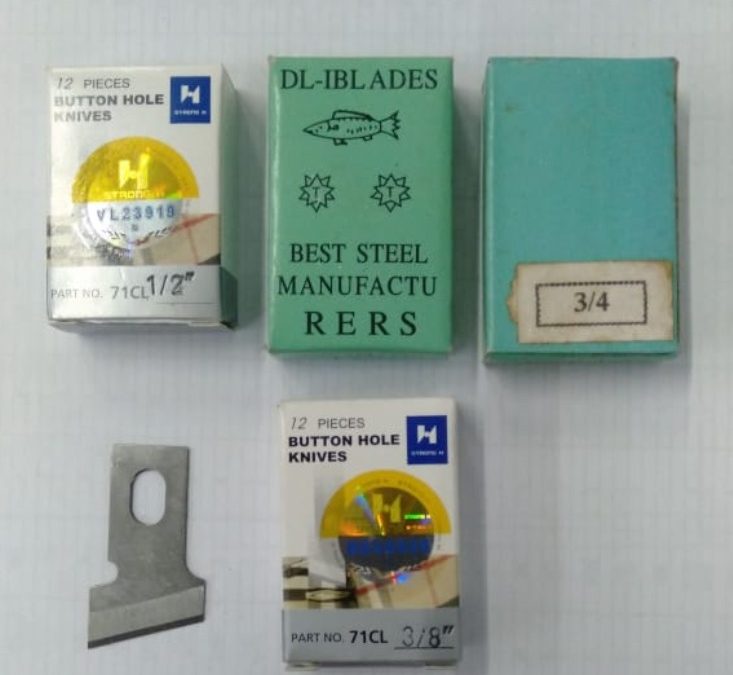 12 PIECES
BUTTON HOLE
KNIVES
H
STRONG H
H
STRONG H
VL23919
PART NO. 71CL 1/2"
DL-IBLADES
T T
BEST STEEL
MANUFACTU
RERS
3/4
12 PIECES
BUTTON HOLE
KNIVES
H
STRONG H
H
PART NO. 71CL 3/8"